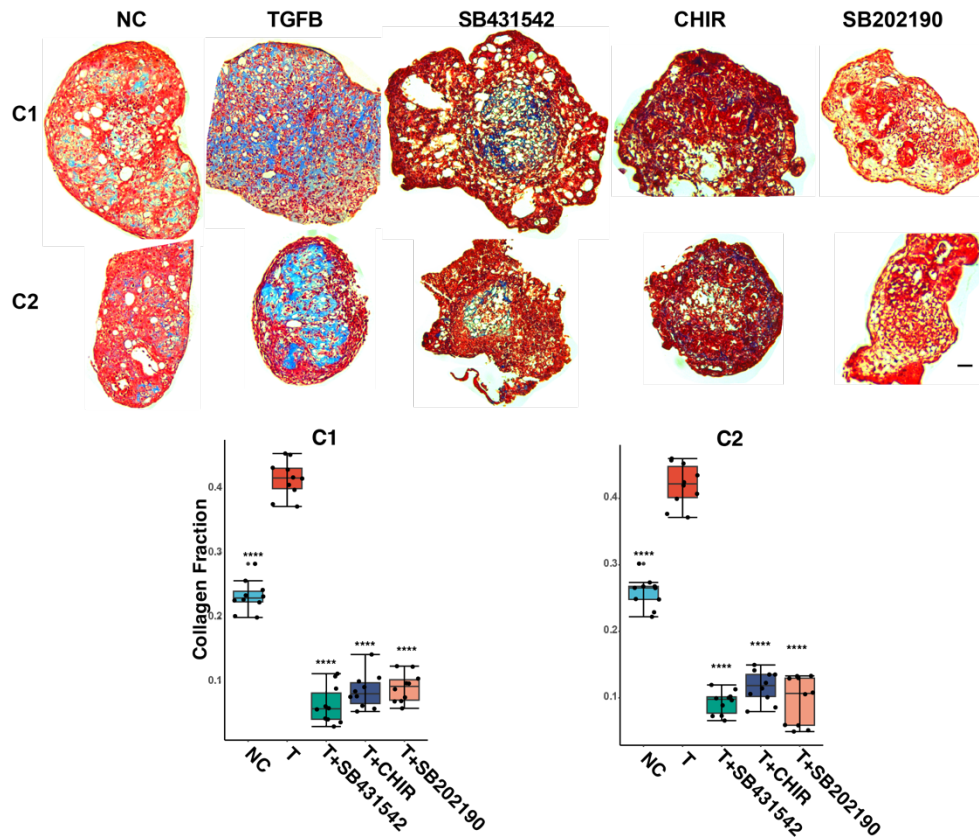 NC TGFB SB431542 CHIR SB202190
C1
C2
C1
Collagen Fraction
0.4
0.3
0.2
0.1
****
****
****
****
NC T T+SB431542 T+CHIR T+SB202190
C2
0.4
0.3
0.2
0.1
****
****
****
****
NC T T+SB431542 T+CHIR T+SB202190